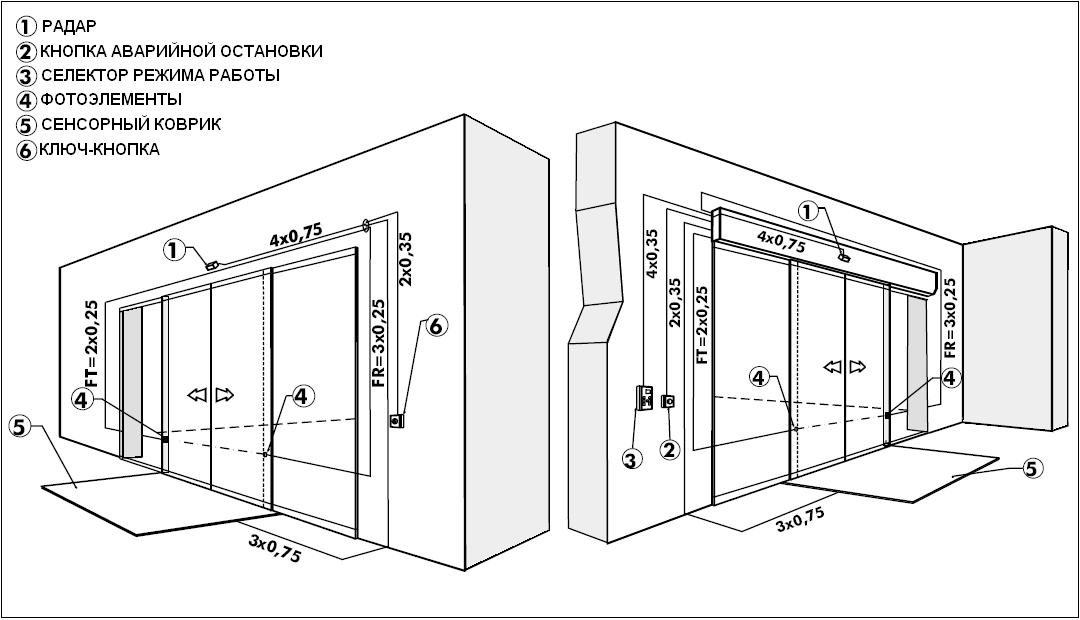 1 РАДАР
2 КНОПКА АВАРИЙНОЙ ОСТАНОВКИ
3 СЕЛЕКТОР РЕЖИМА РАБОТЫ
4 ФОТОЭЛЕМЕНТЫ
5 СЕНСОРНЫЙ КОВРИК
6 КЛЮЧ-КНОПКА
1
4x0,75
2x0,35
FT=2x0,25
FR=3x0,25
6
4
4
5
3x0,75
1
4x0,75
4x0,35
2x0,35
FT=2x0,25
FR=3x0,25
4
4
3
2
5
3x0,75